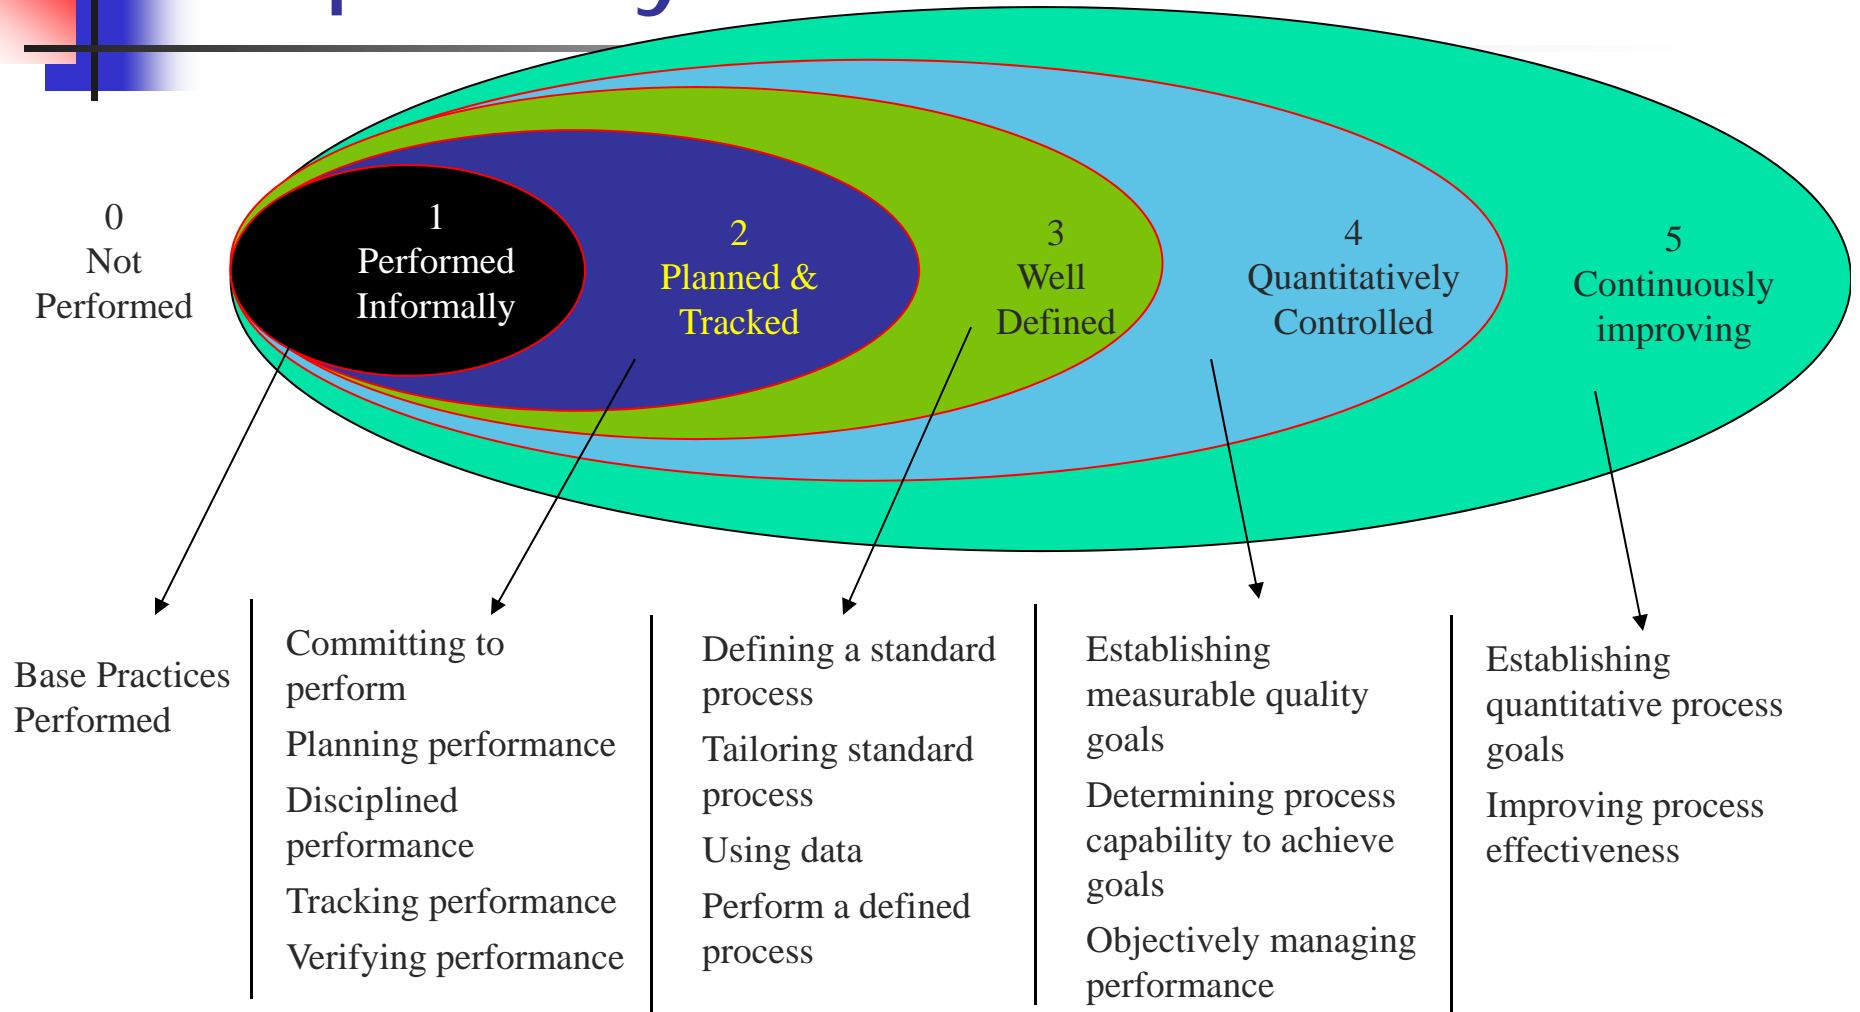 0
Not
Performed
1
Performed
Informally
2
Planned &
Tracked
3
Well
Defined
4
Quantitatively
Controlled
5
Continuously
improving
Base Practices
Performed
Committing to
perform
Planning performance
Disciplined
performance
Tracking performance
Verifying performance
Defining a standard
process
Tailoring standard
process
Using data
Perform a defined
process
Establishing
measurable quality
goals
Determining process
capability to achieve
goals
Objectively managing
performance
Establishing
quantitative process
goals
Improving process
effectiveness